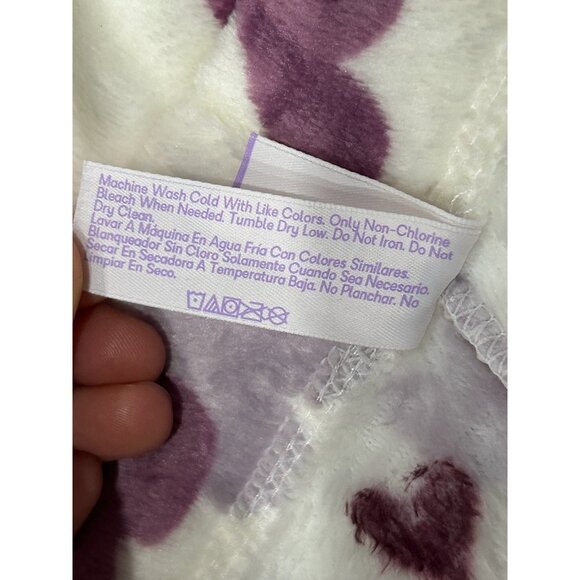 Machine Wash Cold With Like Colors. Only Non-Chlorine
Bleach When Needed. Tumble Dry Low. Do Not Iron. Do Not
Dry Clean.
Lavar A Máquina En Agua Fría Con Colores Similares.
Blanqueador Sin Cloro Solamente Cuando Sea Necesario.
Secar En Secadora A Temperatura Baja. No Planchar. No
Limpiar En Seco.